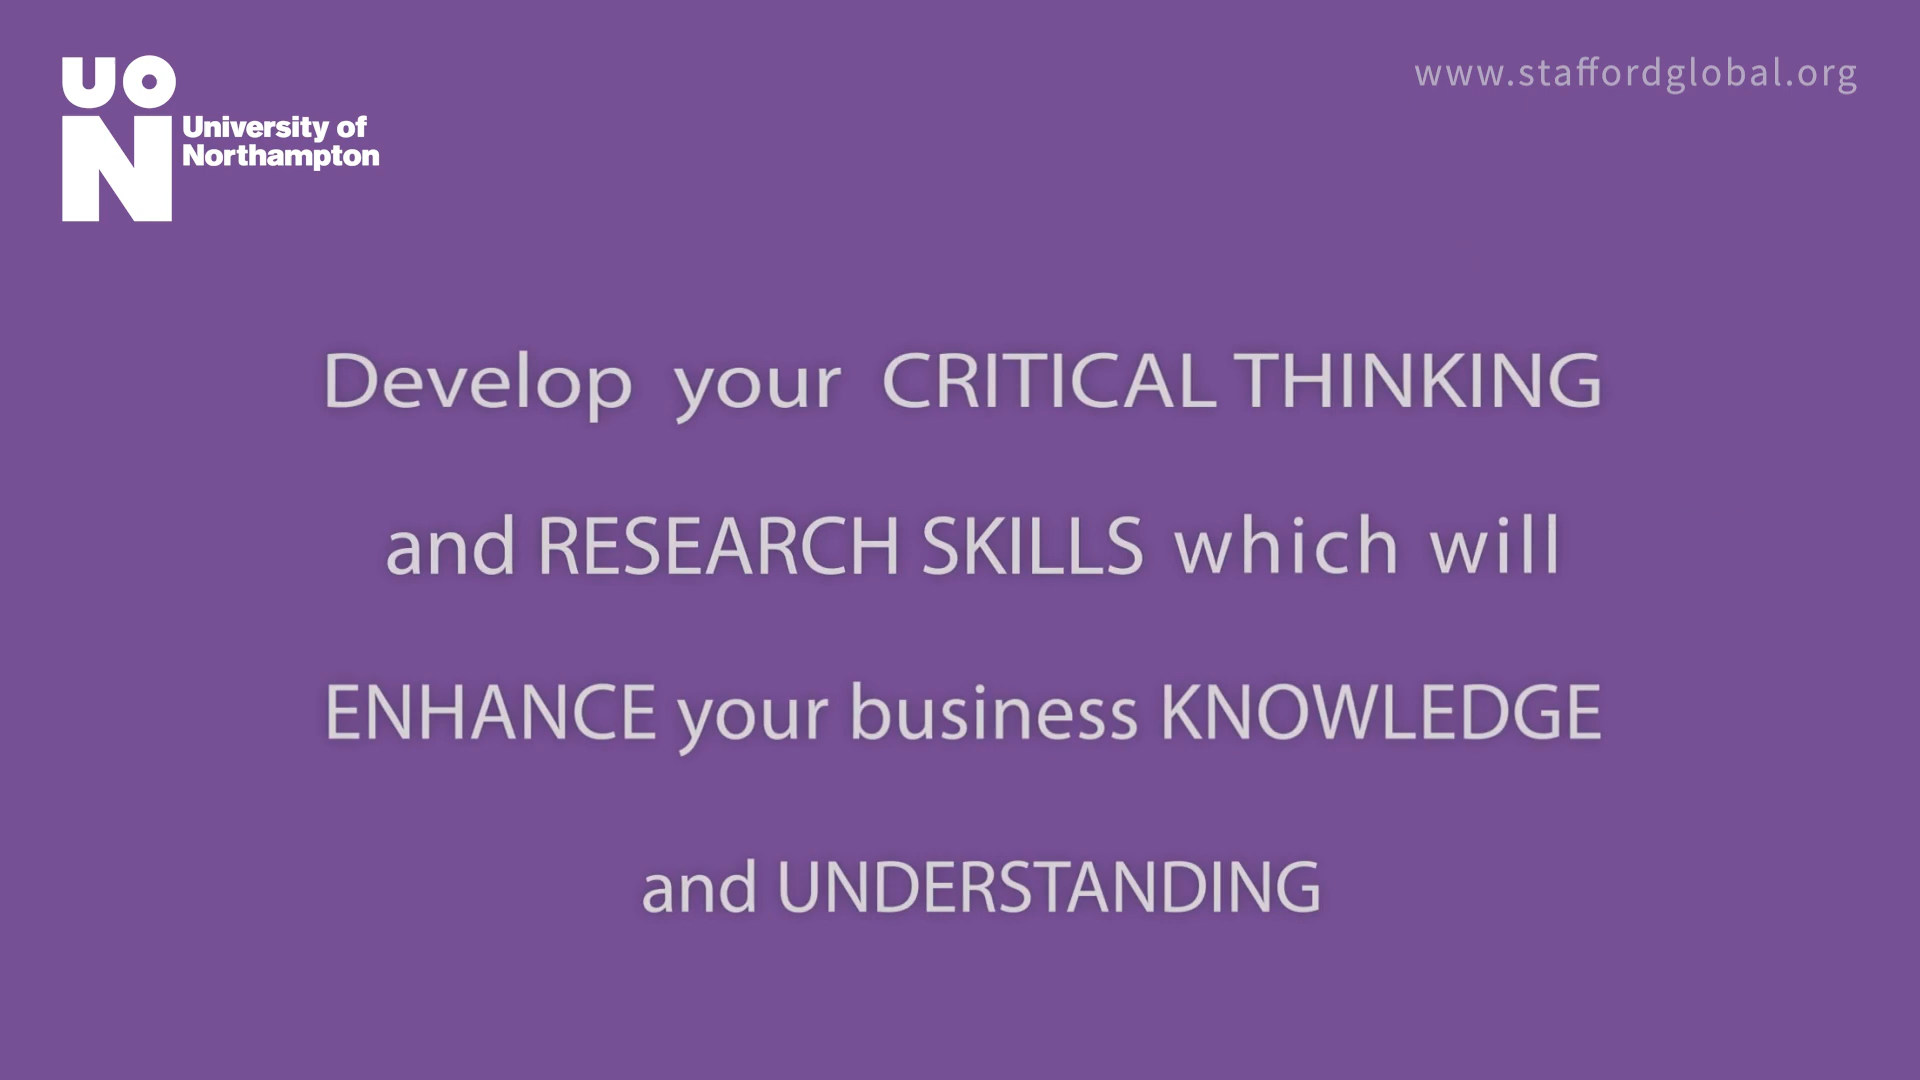 UON
University of
Northampton
www.staffordglobal.org
Develop your CRITICAL THINKING
and RESEARCH SKILLS which will
ENHANCE your business KNOWLEDGE
and UNDERSTANDING